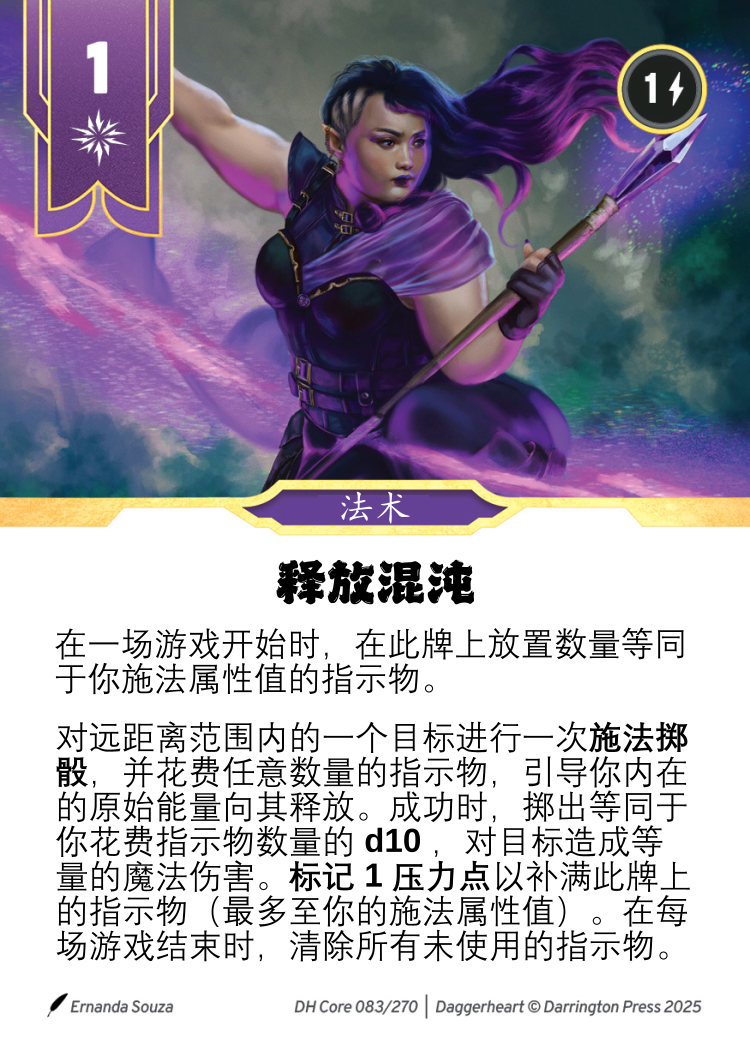 1
1
法术
释放混沌
在一场游戏开始时，在此牌上放置数量等同
于你施法属性值的指示物。
对远距离范围内的一个目标进行一次施法掷
骰，并花费任意数量的指示物，引导你内在
的原始能量向其释放。成功时，掷出等同于
你花费指示物数量的 d10 ，对目标造成等
量的魔法伤害。标记 1 压力点以补满此牌上
的指示物（最多至你的施法属性值）。在每
场游戏结束时，清除所有未使用的指示物。
Ernanda Souza DH Core 083/270 | Daggerheart © Darrington Press 2025